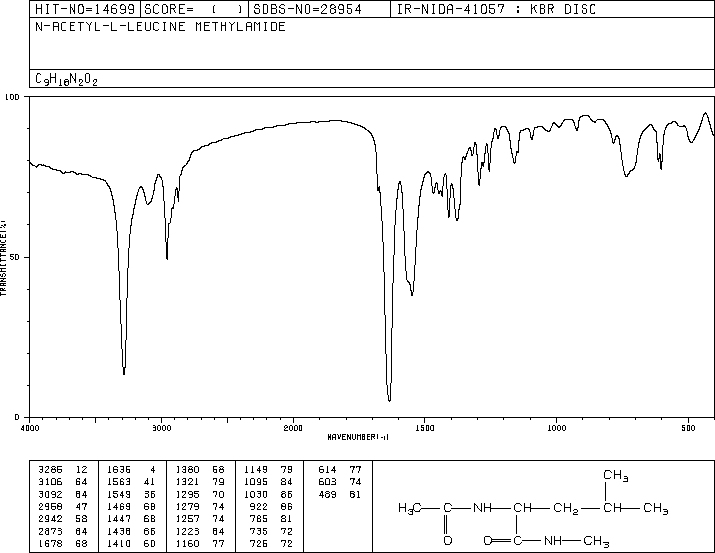 HIT-NO=14699 SCORE= ( ) SDBS-NO=28954 IR-NIDA-41057 : KBR DISC
N-ACETYL-L-LEUCINE METHYLAMIDE
C9H18N2O2
100
TRANSMITTANCE(%)
50
0
4000 3000 2000 1500 1000 500
WAVENUMBER(-1)
3286 12 1636 4 1380 58 1149 79 614 77
3106 64 1563 41 1321 79 1095 84 603 74
3092 64 1549 36 1295 70 1030 86 489 81
2958 47 1469 68 1279 74 922 86
2942 58 1447 68 1257 74 785 81
2873 64 1438 66 1223 84 735 72
1678 68 1410 60 1160 77 726 72
CH3
H3C C NH CH C H2 CH CH3
O O C NH CH3